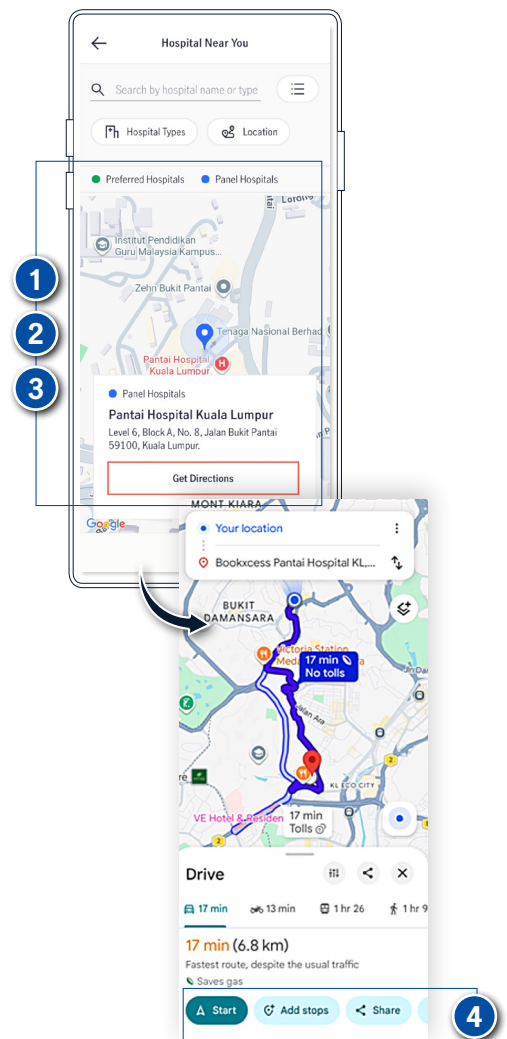 Hospital Near You
Search by hospital name or type
Hospital Types
Location
Preferred Hospitals
Panel Hospitals
Lorong
Institut Pendidikan
Guru Malaysia Kampus...
Zehn Bukit Pantai
Tenaga Nasional Berhad
Pantai Hospital
Kuala Lumpur
1
2
3
Panel Hospitals
Pantai Hospital Kuala Lumpur
Level 6, Block A, No. 8, Jalan Bukit Pantai
59100, Kuala Lumpur.
Get Directions
Google
MONT KIARA
Your location
Bookxcess Pantai Hospital KL,...
BUKIT
DAMANSARA
Victoria Station
17 min
No tolls
Jalan Ara
KL ECO CITY
2
VE Hotel & Residen
17 min
Tolls
2
Drive
17 min
13 min
1 hr 26
1 hr 9
17 min (6.8 km)
Fastest route, despite the usual traffic
Saves gas
Start
Add stops
Share
4